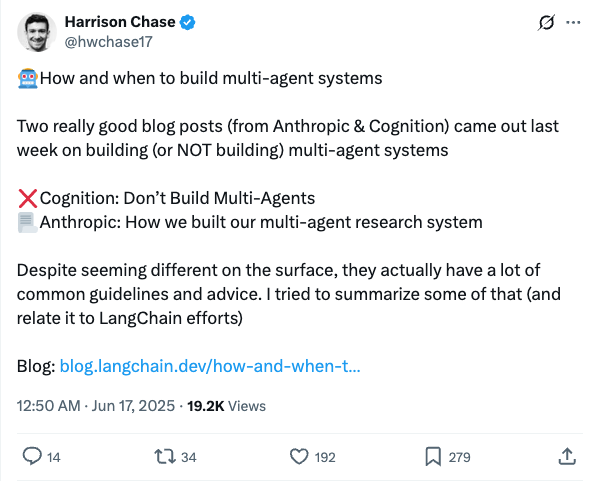 Harrison Chase
@hwchase17
🤖How and when to build multi-agent systems
Two really good blog posts (from Anthropic & Cognition) came out last
week on building (or NOT building) multi-agent systems
❌Cognition: Don’t Build Multi-Agents
📃Anthropic: How we built our multi-agent research system
Despite seeming different on the surface, they actually have a lot of
common guidelines and advice. I tried to summarize some of that (and
relate it to LangChain efforts)
Blog: blog.langchain.dev/how-and-when-t…
12:50 AM · Jun 17, 2025 · 19.2K Views
14 34 192 279